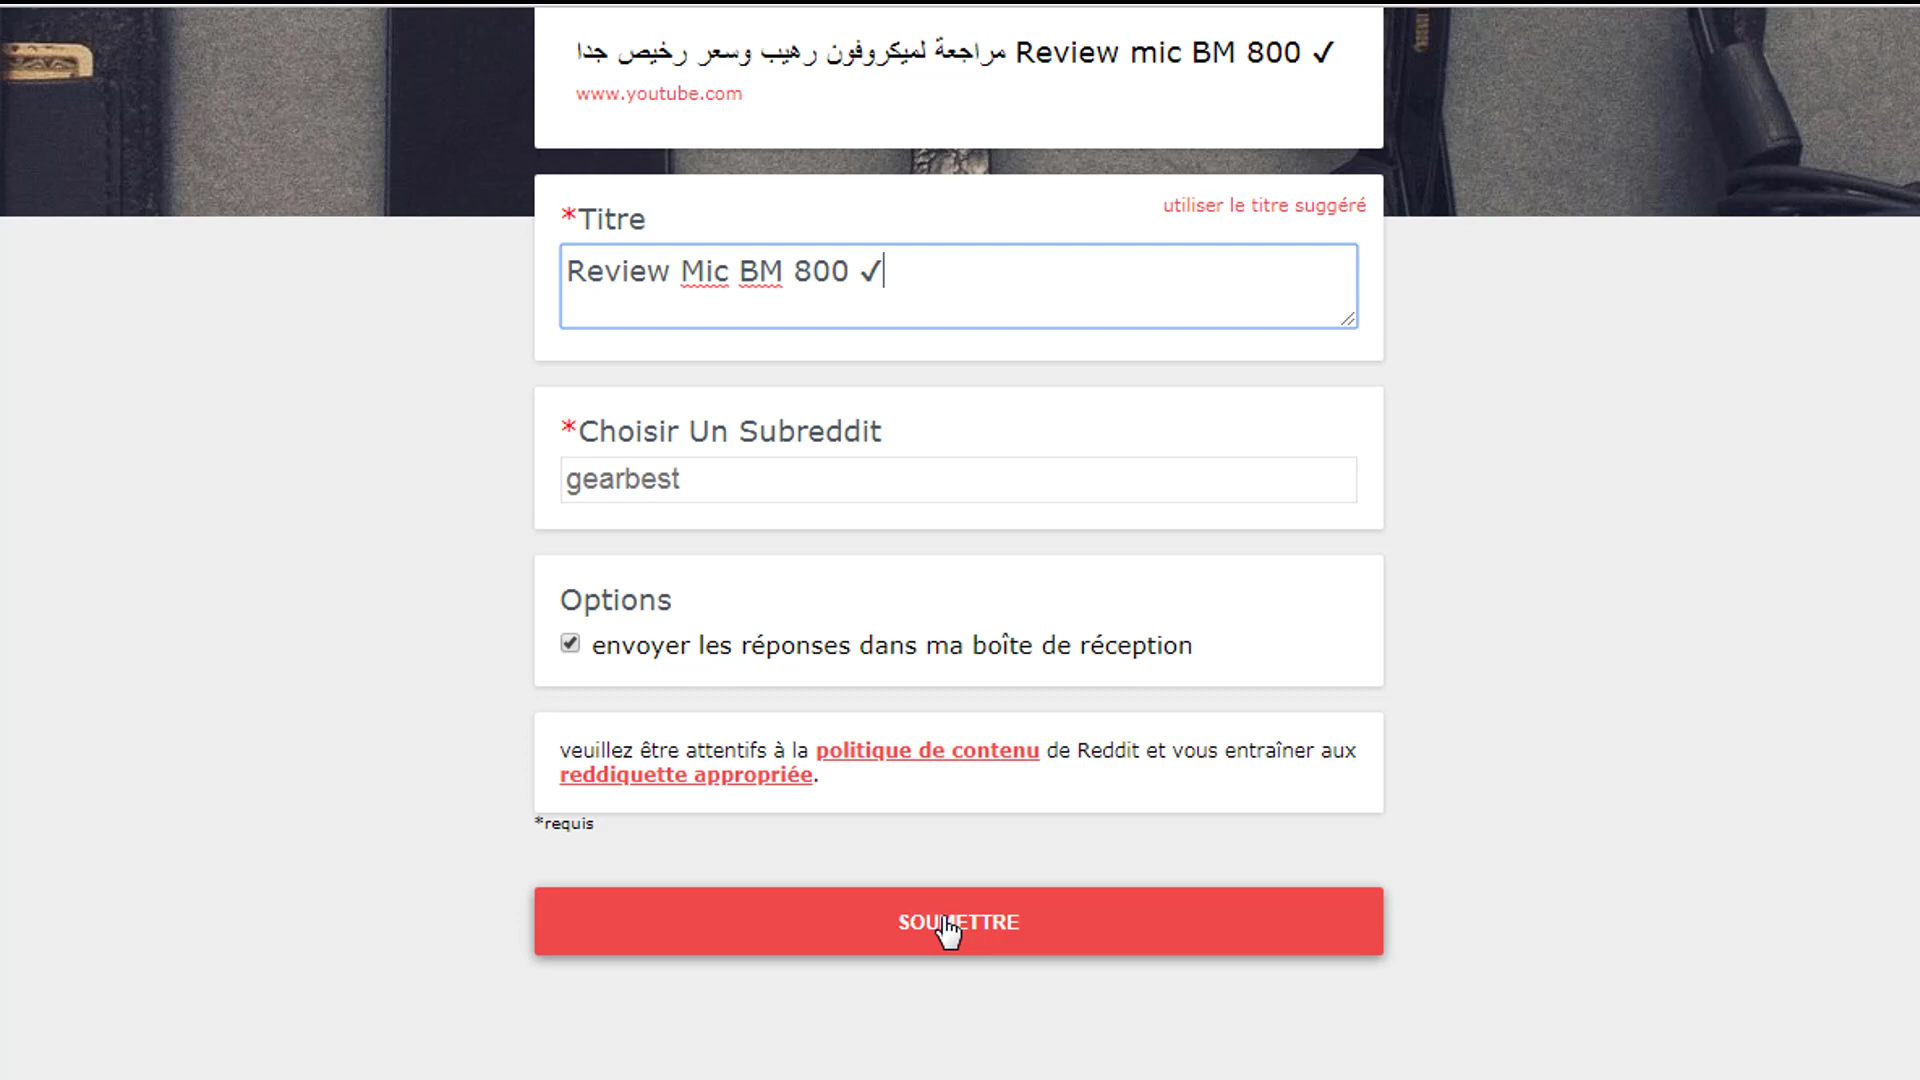 مراجعة لميكروفون رهيب وسعر رخيص جدا Review mic BM 800 ✓
www.youtube.com
*Titre
utiliser le titre suggéré
Review Mic BM 800 ✓
*Choisir Un Subreddit
gearbest
Options
envoyer les réponses dans ma boîte de réception
veuillez être attentifs à la politique de contenu de Reddit et vous entraîner aux
reddiquette appropriée.
*requis
SOUMETTRE